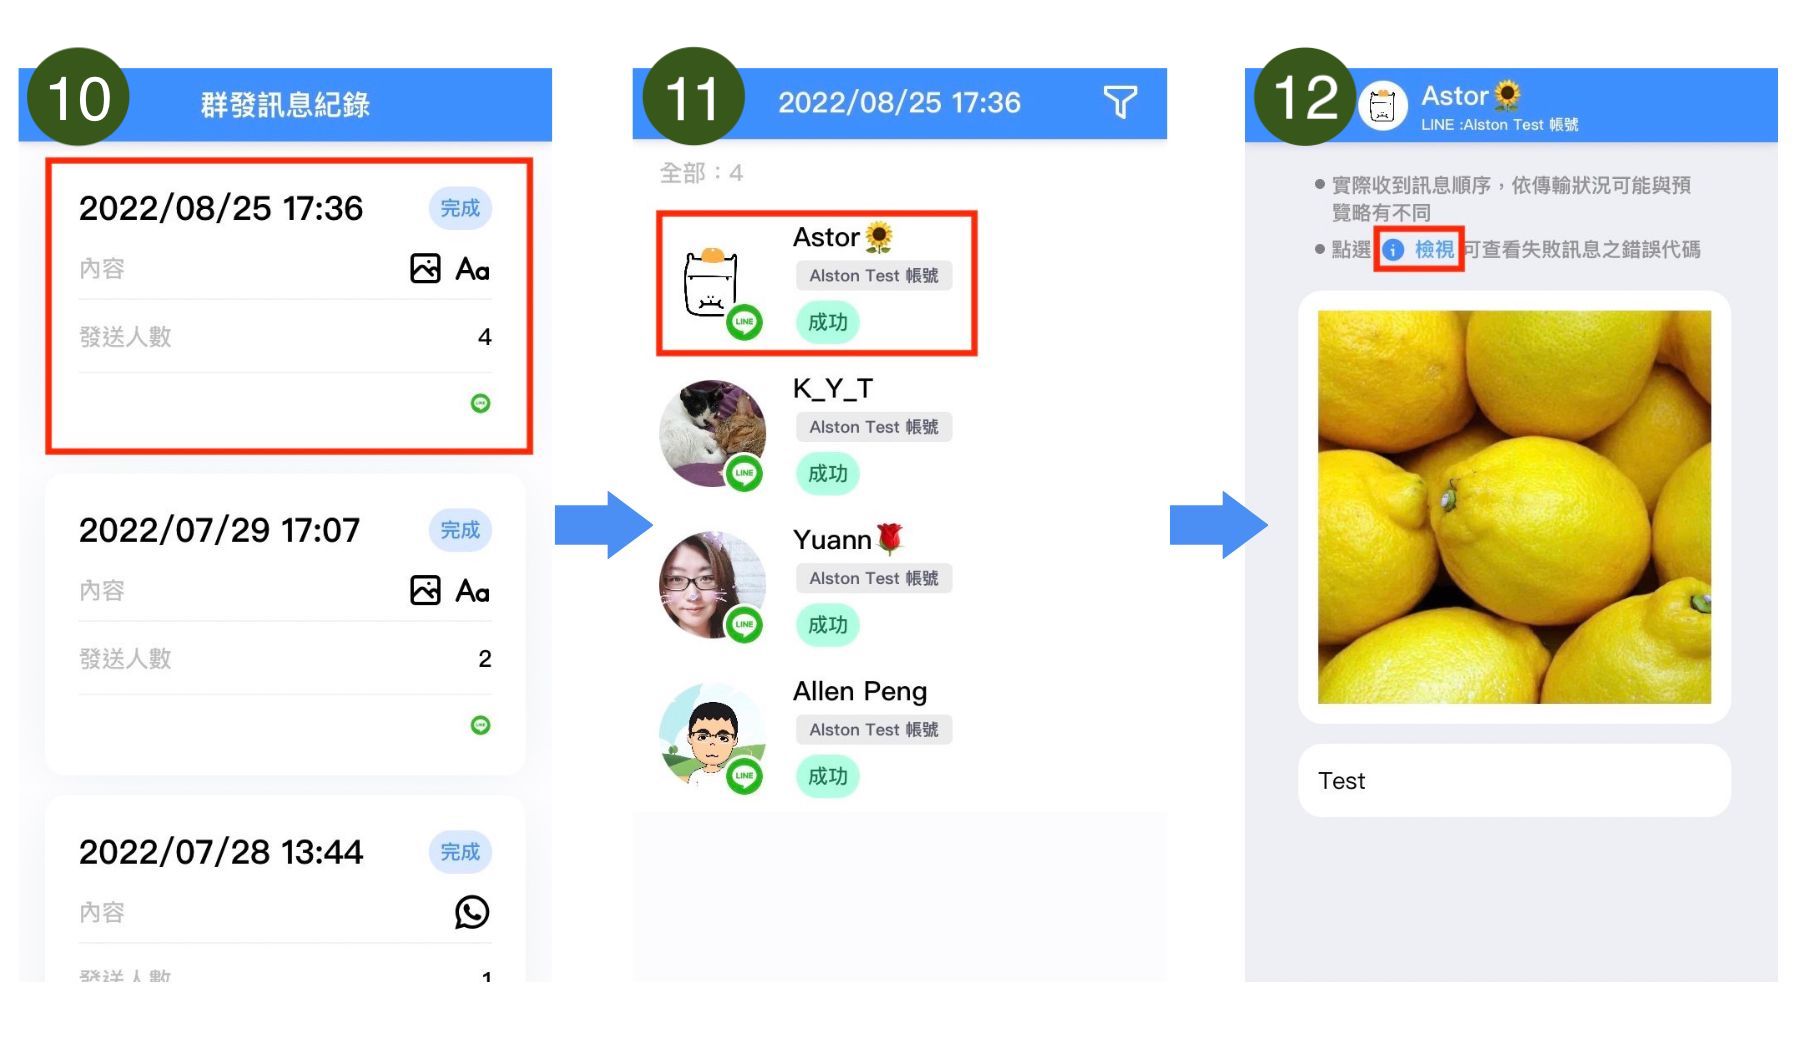 10
群發訊息紀錄
2022/08/25 17:36
完成
內容
Aa
發送人數
4
LINE
2022/07/29 17:07
完成
內容
Aa
發送人數
2
LINE
2022/07/28 13:44
完成
內容
發送人數
1
11
2022/08/25 17:36
全部：4
Astor🌻
Alston Test 帳號
LINE
成功
K_Y_T
Alston Test 帳號
LINE
成功
Yuann🌹
Alston Test 帳號
LINE
成功
Allen Peng
Alston Test 帳號
LINE
成功
12
Astor🌻
LINE :Alston Test 帳號
● 實際收到訊息順序，依傳輸狀況可能與預
覽略有不同
● 點選 檢視 可查看失敗訊息之錯誤代碼
Test